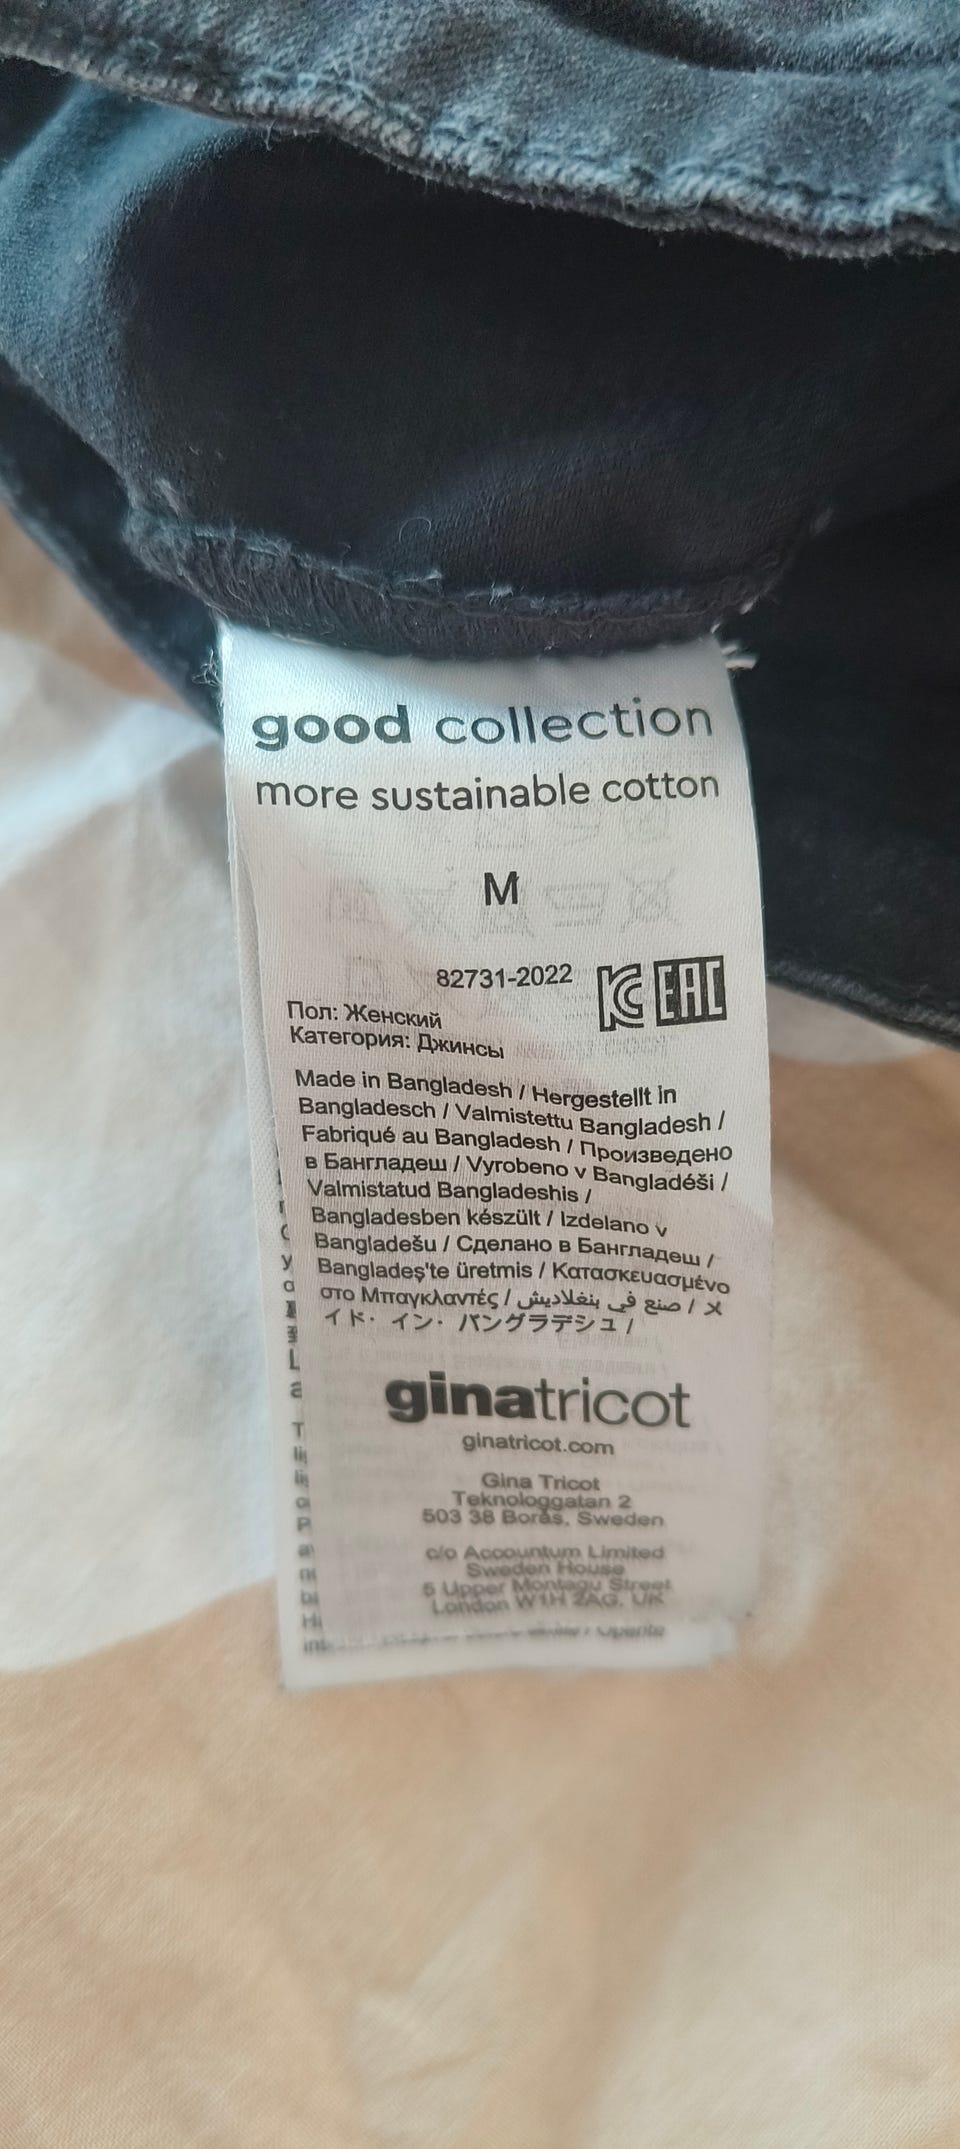 good collection
more sustainable cotton
M
82731-2022
EAC
Пол: Женский
Категория: Джинсы
Made in Bangladesh / Hergestellt in
Bangladesch / Valmistettu Bangladesh /
Fabriqué au Bangladesh / Произведено
в Бангладеш / Vyrobeno v Bangladéši /
Valmistatud Bangladeshis /
Bangladesben készült / Izdelano v
Bangladešu / Сделано в Бангладеш /
Bangladeş'te üretmis / Κατασκευασμένο
στο Μπαγκλαντές / صنع في بنغلاديش / メ
イド・イン・バングラデシュ /
ginatricot
ginatricot.com
Gina Tricot
Teknologgatan 2
503 38 Borås, Sweden
c/o Accountum Limited
Sweden House
5 Upper Montagu Street
London W1H 2AG, UK